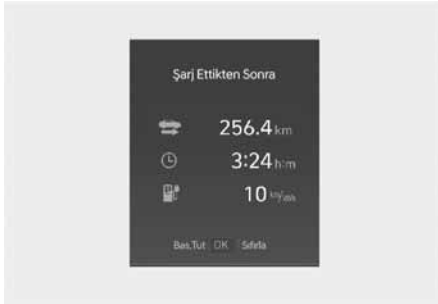 Şarj Ettikten Sonra
256.4 km
3:24 h:m
10
Bas.Tut OK Sıfırla